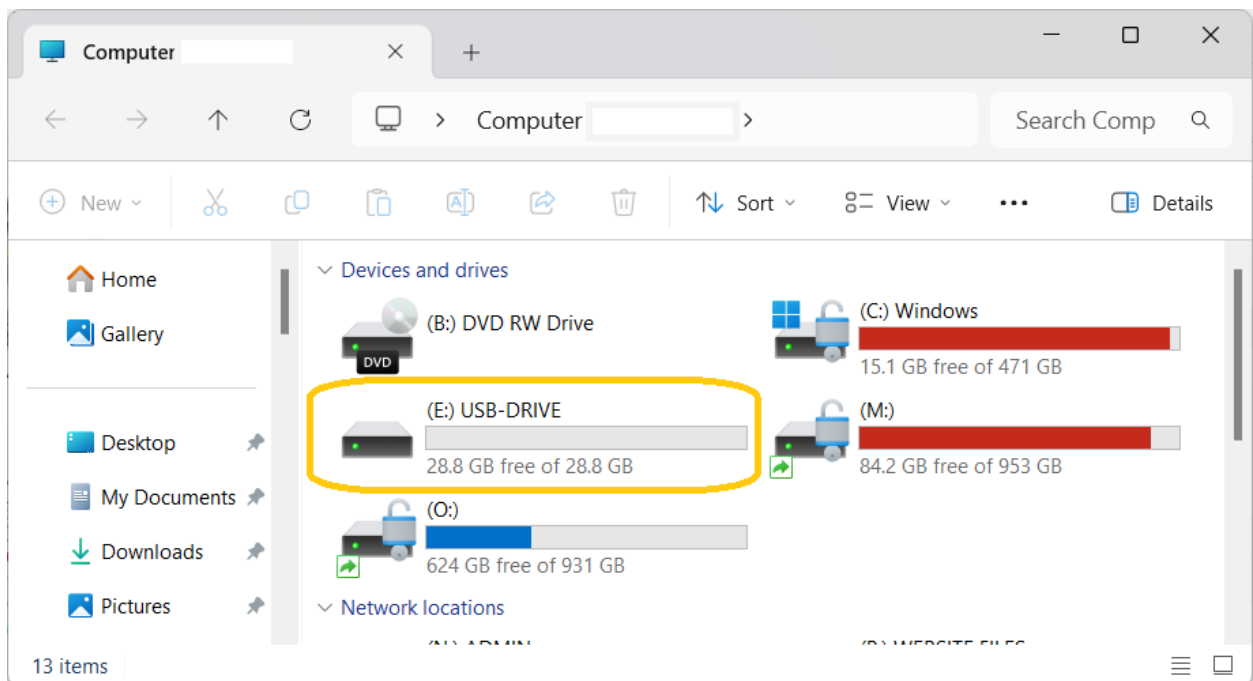 Computer
Computer
Search Comp
New
Sort
View
Details
Home
Gallery
Desktop
My Documents
Downloads
Pictures
Devices and drives
(B:) DVD RW Drive
DVD
(C:) Windows
15.1 GB free of 471 GB
(E:) USB-DRIVE
28.8 GB free of 28.8 GB
(M:)
84.2 GB free of 953 GB
(O:)
624 GB free of 931 GB
Network locations
13 items